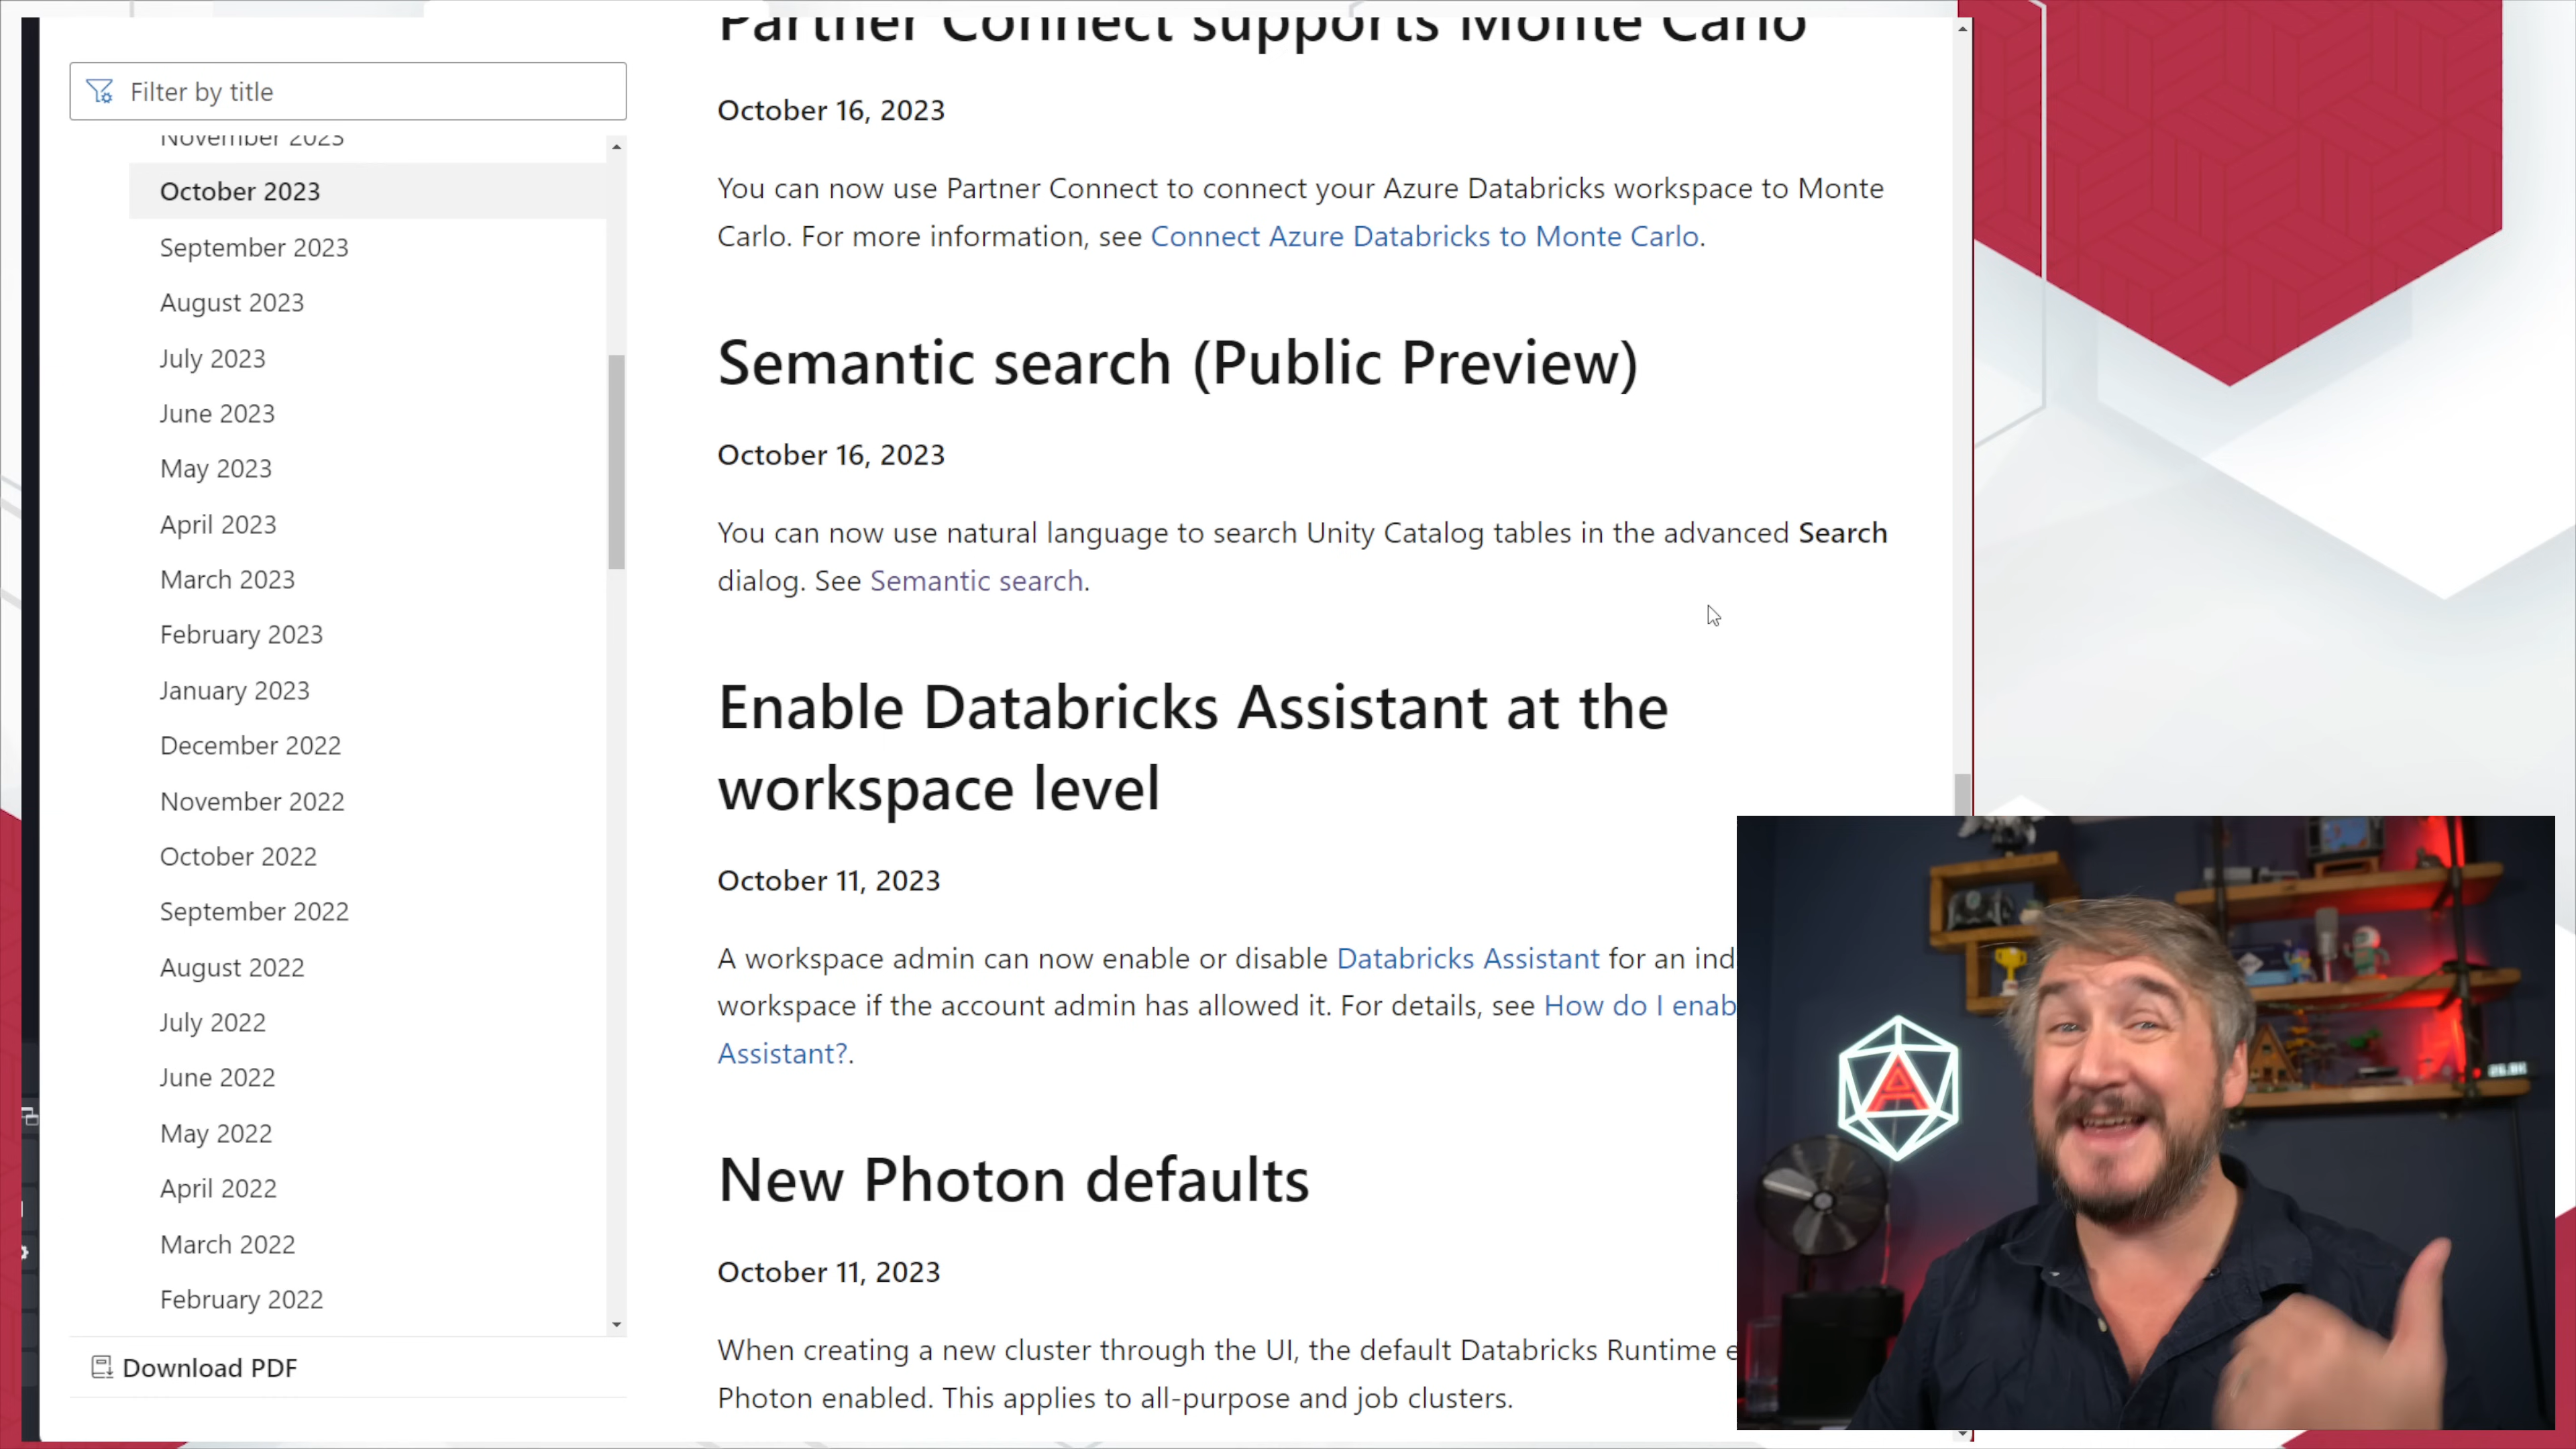 Filter by title
November 2023
October 2023
September 2023
August 2023
July 2023
June 2023
May 2023
April 2023
March 2023
February 2023
January 2023
December 2022
November 2022
October 2022
September 2022
August 2022
July 2022
June 2022
May 2022
April 2022
March 2022
February 2022
Download PDF
Partner Connect supports Monte Carlo
October 16, 2023
You can now use Partner Connect to connect your Azure Databricks workspace to Monte
Carlo. For more information, see Connect Azure Databricks to Monte Carlo.
Semantic search (Public Preview)
October 16, 2023
You can now use natural language to search Unity Catalog tables in the advanced Search
dialog. See Semantic search.
Enable Databricks Assistant at the
workspace level
October 11, 2023
A workspace admin can now enable or disable Databricks Assistant for an ind
workspace if the account admin has allowed it. For details, see How do I enab
Assistant?.
New Photon defaults
October 11, 2023
When creating a new cluster through the UI, the default Databricks Runtime e
Photon enabled. This applies to all-purpose and job clusters.
A